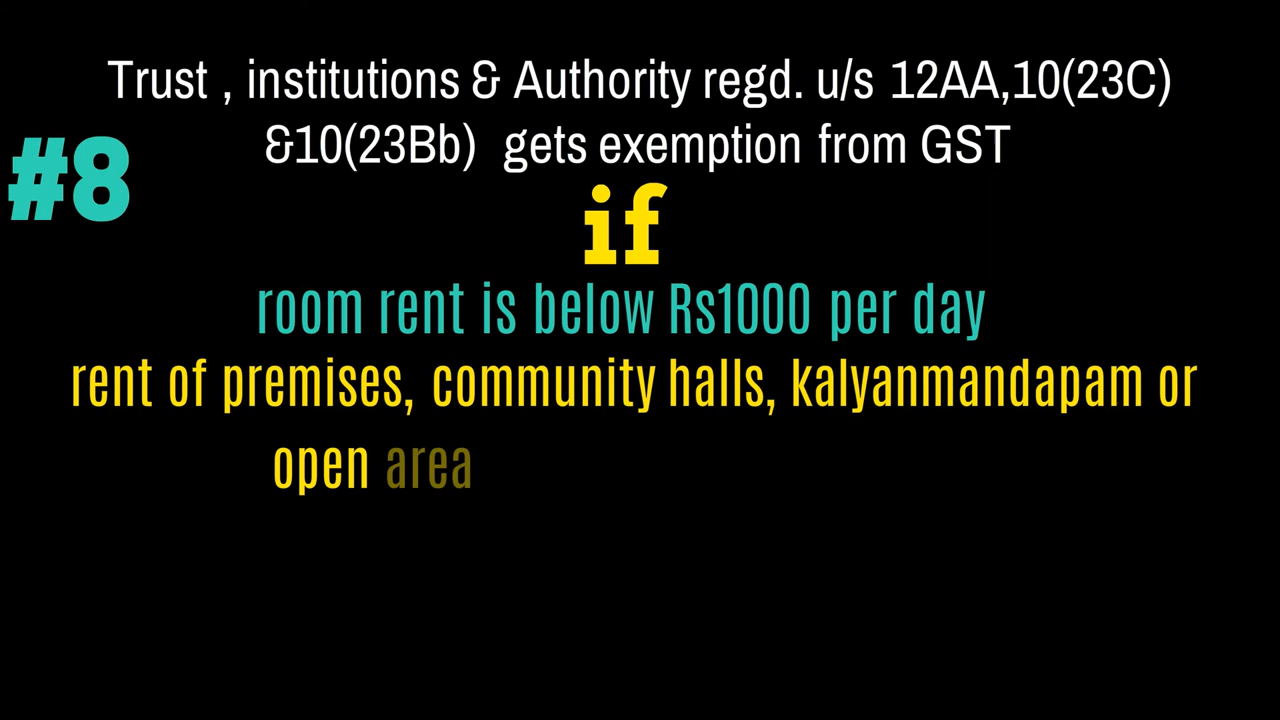 Trust , institutions & Authority regd. u/s 12AA,10(23C)
&10(23Bb) gets exemption from GST
#8
if
room rent is below Rs1000 per day
rent of premises, community halls, kalyanmandapam or
open area